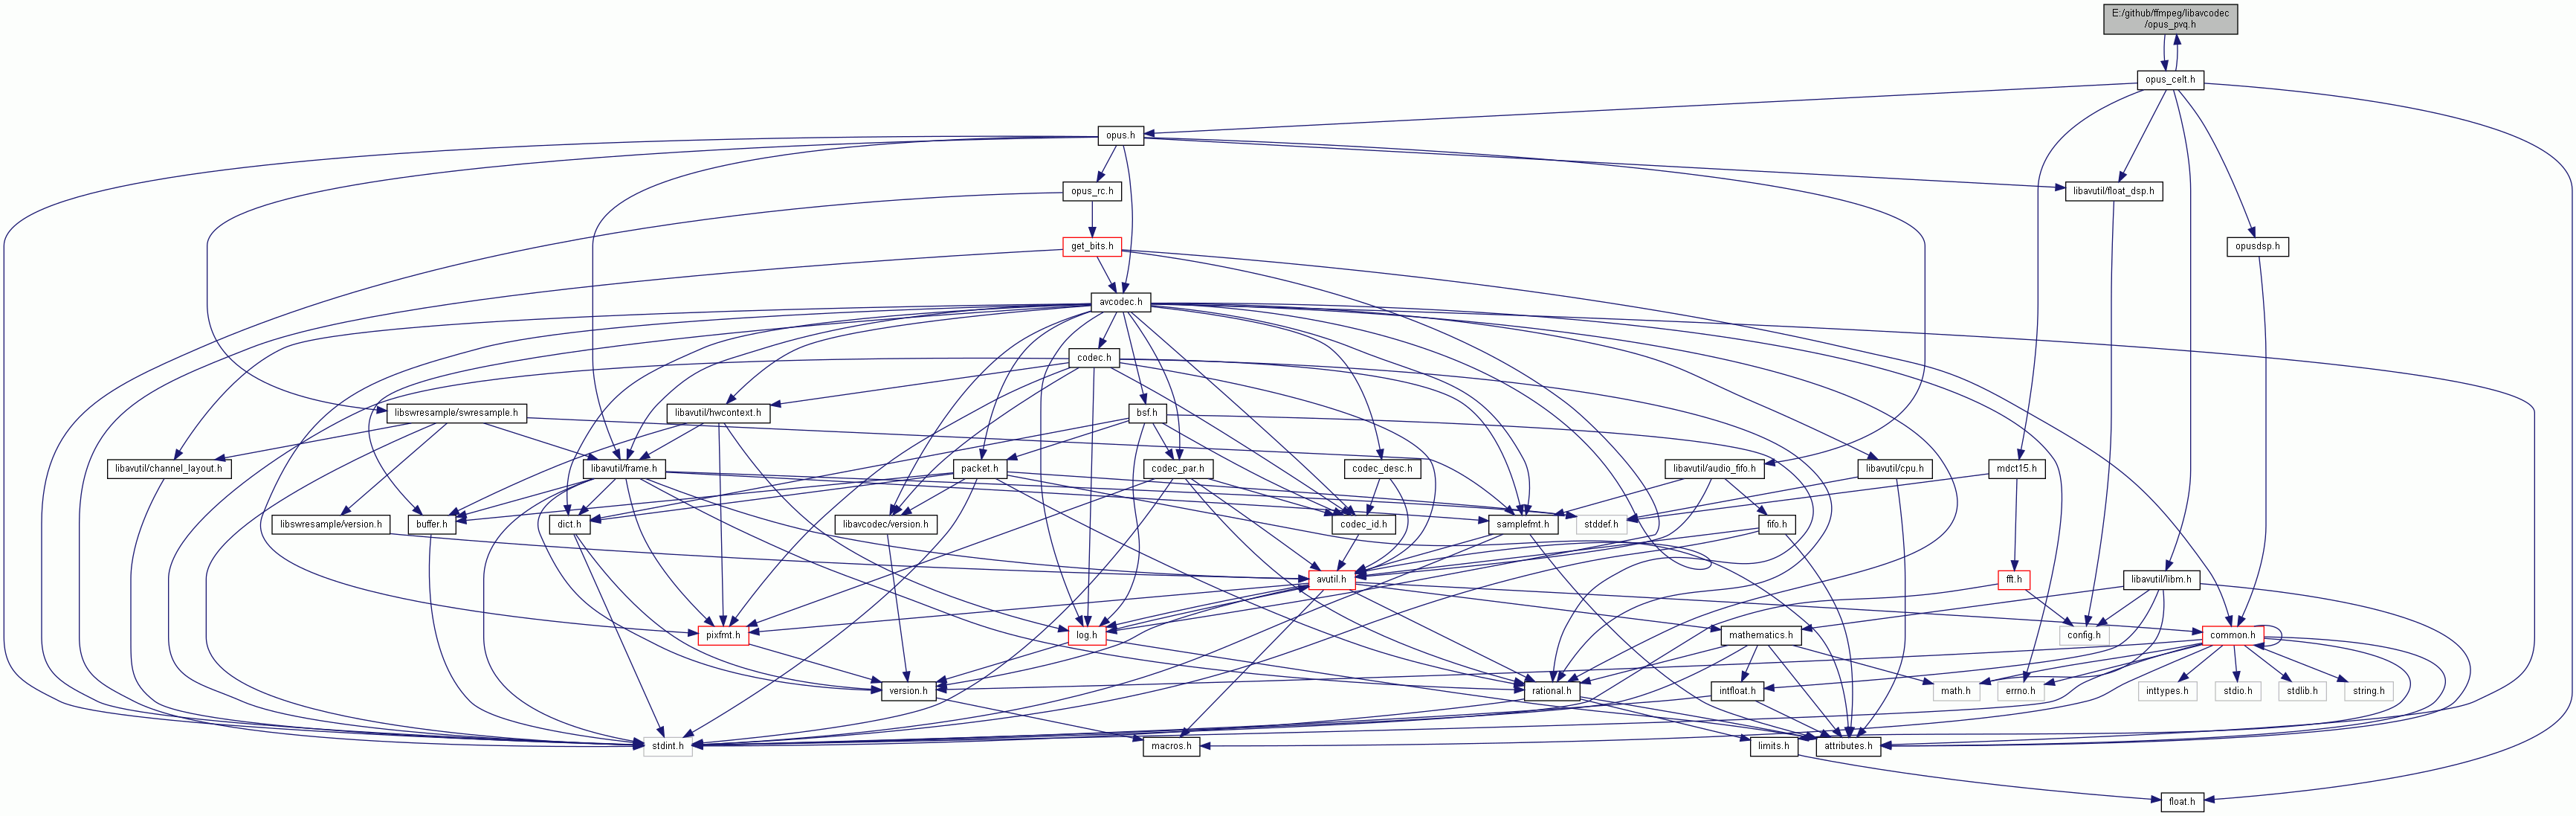 E:/github/ffmpeg/libavcodec
/opus_pvq.h
opus_celt.h
opus.h
opus_rc.h
libavutil/float_dsp.h
get_bits.h
opusdsp.h
avcodec.h
codec.h
libswresample/swresample.h
libavutil/hwcontext.h
bsf.h
libavutil/channel_layout.h
libavutil/frame.h
packet.h
codec_par.h
codec_desc.h
libavutil/audio_fifo.h
libavutil/cpu.h
mdct15.h
libswresample/version.h
buffer.h
dict.h
libavcodec/version.h
codec_id.h
samplefmt.h
stddef.h
fifo.h
avutil.h
fft.h
libavutil/libm.h
pixfmt.h
log.h
mathematics.h
config.h
common.h
version.h
rational.h
intfloat.h
math.h
errno.h
inttypes.h
stdio.h
stdlib.h
string.h
stdint.h
macros.h
limits.h
attributes.h
float.h